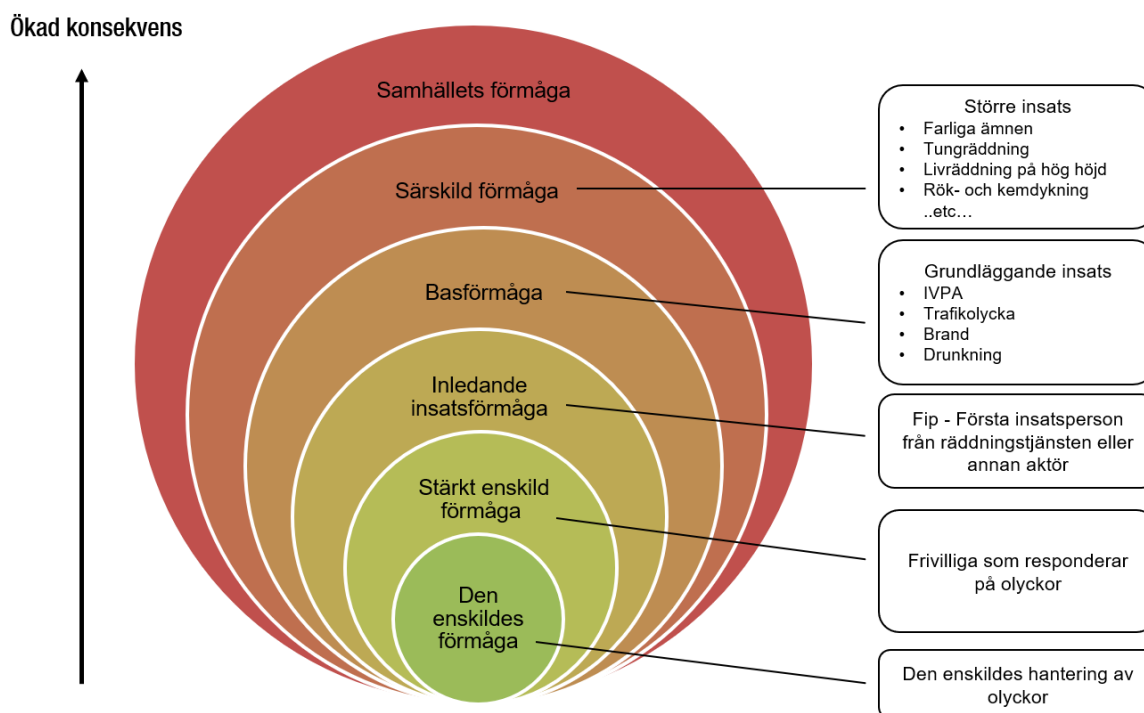 Ökad konsekvens
Samhällets förmåga
Särskild förmåga
Basförmåga
Inledande
insatsförmåga
Stärkt enskild
förmåga
Den
enskildes
förmåga
Större insats
• Farliga ämnen
• Tungräddning
• Livräddning på hög höjd
• Rök- och kemdykning
..etc…
Grundläggande insats
• IVPA
• Trafikolycka
• Brand
• Drunkning
Fip - Första insatsperson
från räddningstjänsten eller
annan aktör
Frivilliga som responderar
på olyckor
Den enskildes hantering av
olyckor